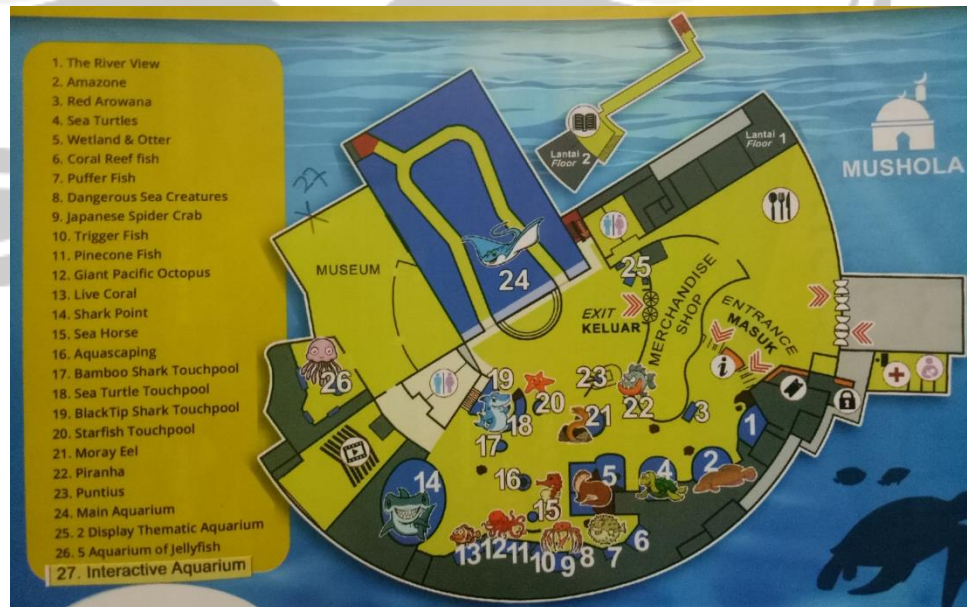 1. The River View
2. Amazone
3. Red Arowana
4. Sea Turtles
5. Wetland & Otter
6. Coral Reef fish
7. Puffer Fish
8. Dangerous Sea Creatures
9. Japanese Spider Crab
10. Trigger Fish
11. Pinecone Fish
12. Giant Pacific Octopus
13. Live Coral
14. Shark Point
15. Sea Horse
16. Aquascaping
17. Bamboo Shark Touchpool
18. Sea Turtle Touchpool
19. BlackTip Shark Touchpool
20. Starfish Touchpool
21. Moray Eel
22. Piranha
23. Puntius
24. Main Aquarium
25. 2 Display Thematic Aquarium
26. 5 Aquarium of Jellyfish
27. Interactive Aquarium
X 27
Lantai
Floor 2
Lantai
Floor 1
MUSHOLA
MUSEUM
24
25
EXIT
KELUAR
MERCHANDISE
SHOP
ENTRANCE
MASUK
i
26
19
20
18
17
23
22
21
3
1
14
16
15
5
4
2
13
12
11
10
9
8
7
6